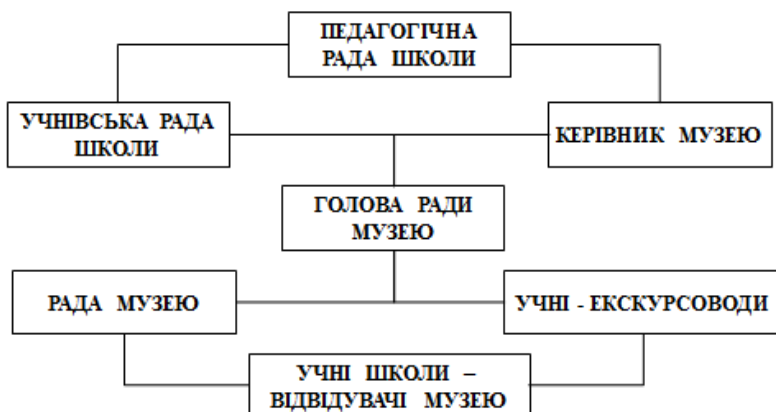 ПЕДАГОГІЧНА
РАДА ШКОЛИ
УЧНІВСЬКА РАДА
ШКОЛИ
КЕРІВНИК МУЗЕЮ
ГОЛОВА РАДИ
МУЗЕЮ
РАДА МУЗЕЮ
УЧНІ - ЕКСКУРСОВОДИ
УЧНІ ШКОЛИ –
ВІДВІДУВАЧІ МУЗЕЮ